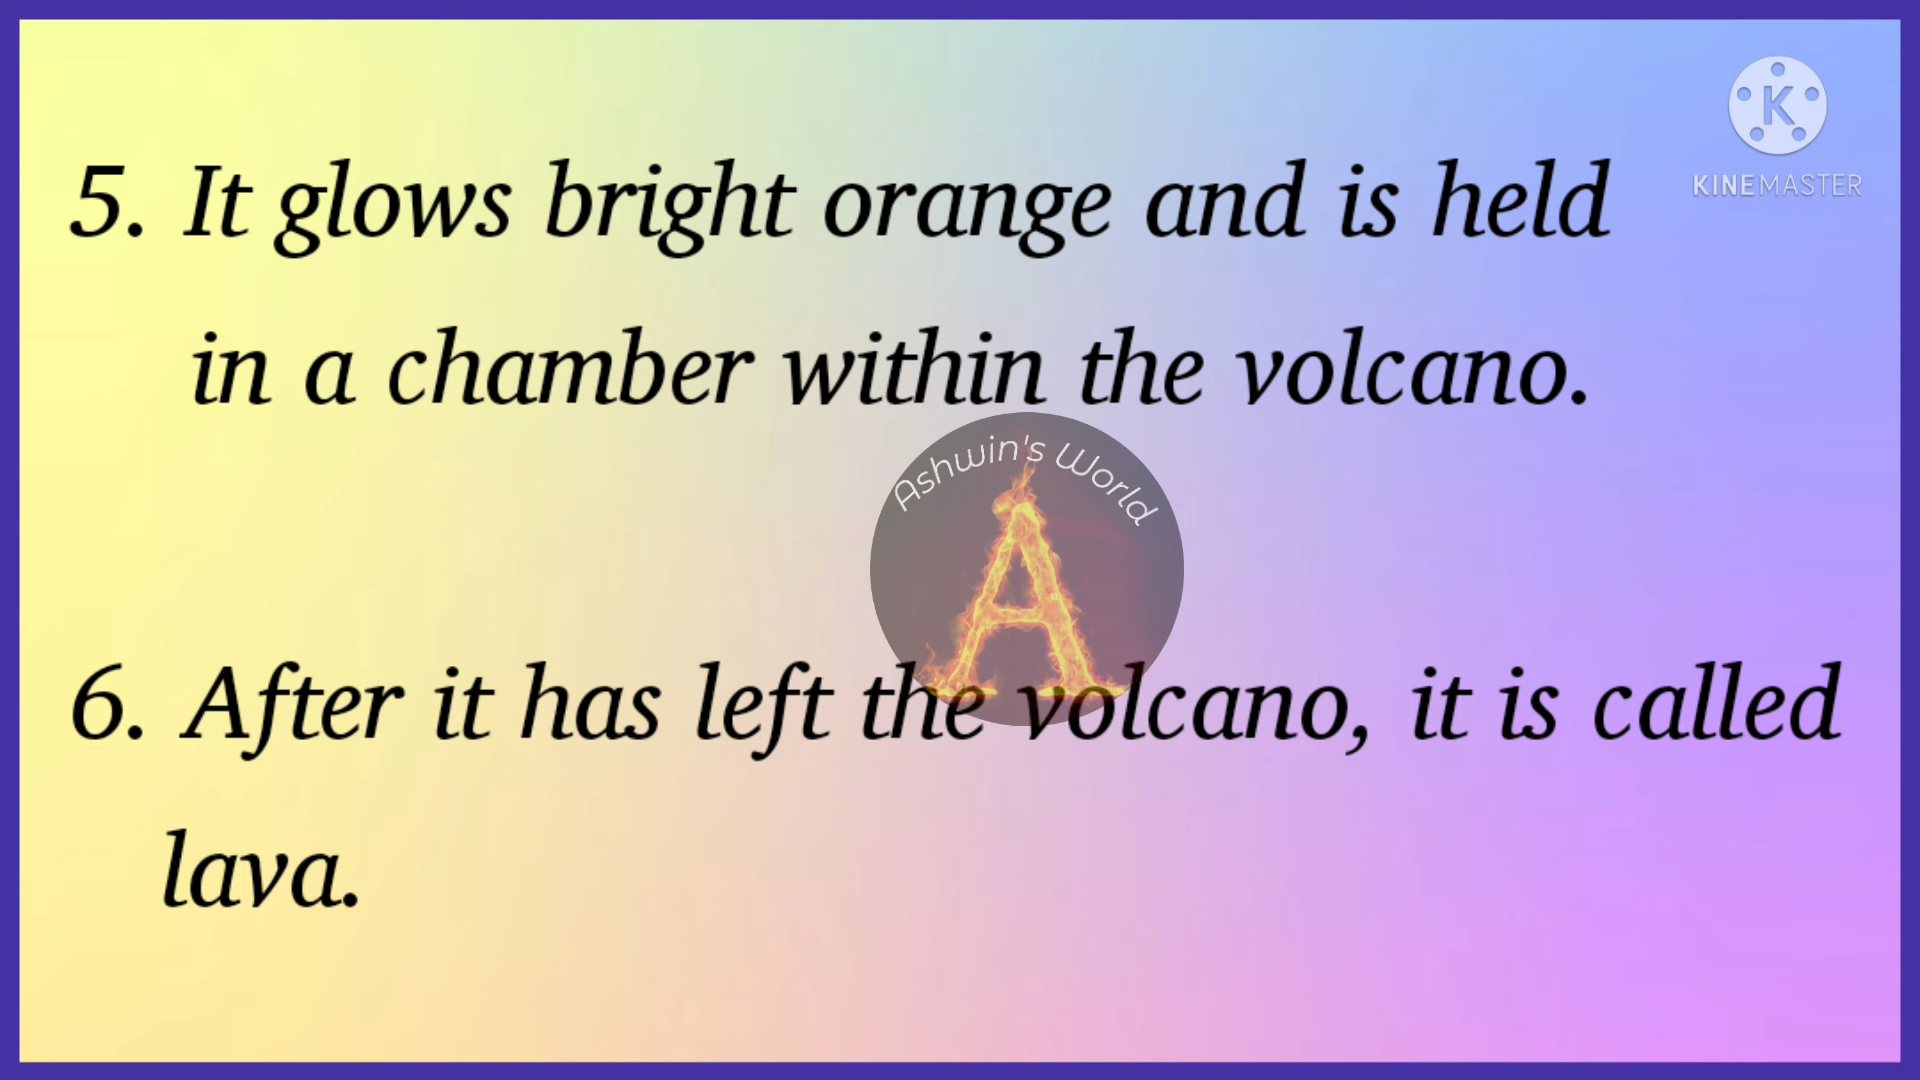 KINEMASTER
5. It glows bright orange and is held
in a chamber within the volcano.
Ashwin's World
A
6. After it has left the volcano, it is called
lava.